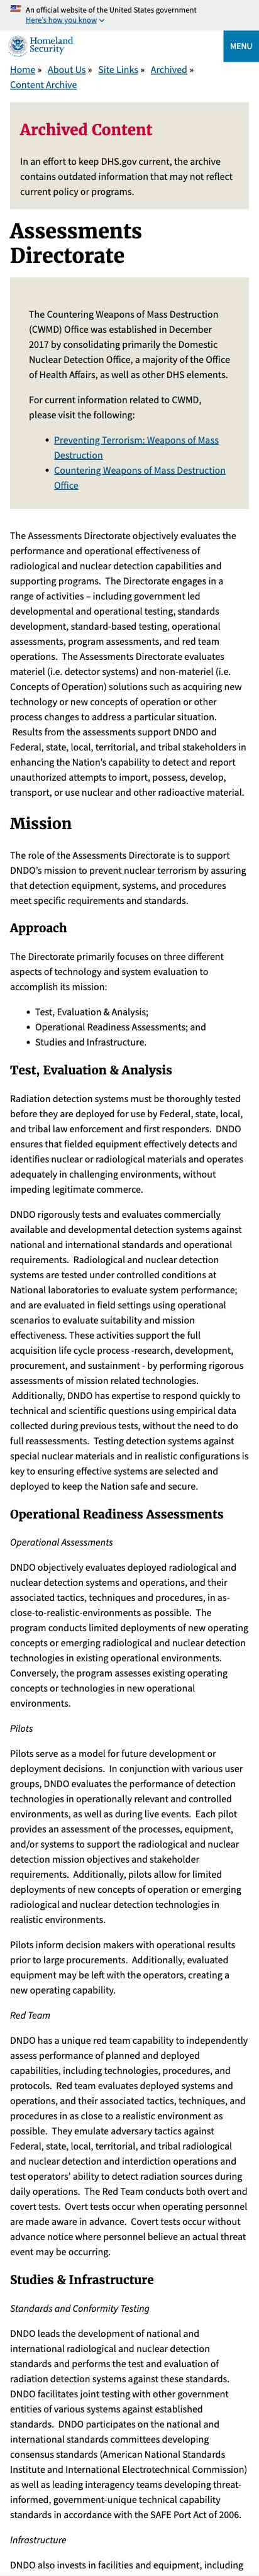 An official website of the United States government
Here's how you know
Homeland
Security
MENU
Home » About Us » Site Links » Archived »
Content Archive
Archived Content
In an effort to keep DHS.gov current, the archive
contains outdated information that may not reflect
current policy or programs.
Assessments
Directorate
The Countering Weapons of Mass Destruction
(CWMD) Office was established in December
2017 by consolidating primarily the Domestic
Nuclear Detection Office, a majority of the Office
of Health Affairs, as well as other DHS elements.
For current information related to CWMD,
please visit the following:
• Preventing Terrorism: Weapons of Mass
Destruction
• Countering Weapons of Mass Destruction
Office
The Assessments Directorate objectively evaluates the
performance and operational effectiveness of
radiological and nuclear detection capabilities and
supporting programs.  The Directorate engages in a
range of activities – including government led
developmental and operational testing, standards
development, standard-based testing, operational
assessments, program assessments, and red team
operations.  The Assessments Directorate evaluates
materiel (i.e. detector systems) and non-materiel (i.e.
Concepts of Operation) solutions such as acquiring new
technology or new concepts of operation or other
process changes to address a particular situation.
Results from the assessments support DNDO and
Federal, state, local, territorial, and tribal stakeholders in
enhancing the Nation's capability to detect and report
unauthorized attempts to import, possess, develop,
transport, or use nuclear and other radioactive material.
Mission
The role of the Assessments Directorate is to support
DNDO's mission to prevent nuclear terrorism by assuring
that detection equipment, systems, and procedures
meet specific requirements and standards.
Approach
The Directorate primarily focuses on three different
aspects of technology and system evaluation to
accomplish its mission:
• Test, Evaluation & Analysis;
• Operational Readiness Assessments; and
• Studies and Infrastructure.
Test, Evaluation & Analysis
Radiation detection systems must be thoroughly tested
before they are deployed for use by Federal, state, local,
and tribal law enforcement and first responders.  DNDO
ensures that fielded equipment effectively detects and
identifies nuclear or radiological materials and operates
adequately in challenging environments, without
impeding legitimate commerce.
DNDO rigorously tests and evaluates commercially
available and developmental detection systems against
national and international standards and operational
requirements.  Radiological and nuclear detection
systems are tested under controlled conditions at
National laboratories to evaluate system performance;
and are evaluated in field settings using operational
scenarios to evaluate suitability and mission
effectiveness. These activities support the full
acquisition life cycle process -research, development,
procurement, and sustainment - by performing rigorous
assessments of mission related technologies.
Additionally, DNDO has expertise to respond quickly to
technical and scientific questions using empirical data
collected during previous tests, without the need to do
full reassessments.  Testing detection systems against
special nuclear materials and in realistic configurations is
key to ensuring effective systems are selected and
deployed to keep the Nation safe and secure.
Operational Readiness Assessments
Operational Assessments
DNDO objectively evaluates deployed radiological and
nuclear detection systems and operations, and their
associated tactics, techniques and procedures, in as-
close-to-realistic-environments as possible.  The
program conducts limited deployments of new operating
concepts or emerging radiological and nuclear detection
technologies in existing operational environments.
Conversely, the program assesses existing operating
concepts or technologies in new operational
environments.
Pilots
Pilots serve as a model for future development or
deployment decisions.  In conjunction with various user
groups, DNDO evaluates the performance of detection
technologies in operationally relevant and controlled
environments, as well as during live events.  Each pilot
provides an assessment of the processes, equipment,
and/or systems to support the radiological and nuclear
detection mission objectives and stakeholder
requirements.  Additionally, pilots allow for limited
deployments of new concepts of operation or emerging
radiological and nuclear detection technologies in
realistic environments.
Pilots inform decision makers with operational results
prior to large procurements.  Additionally, evaluated
equipment may be left with the operators, creating a
new operating capability.
Red Team
DNDO has a unique red team capability to independently
assess performance of planned and deployed
capabilities, including technologies, procedures, and
protocols.  Red team evaluates deployed systems and
operations, and their associated tactics, techniques, and
procedures in as close to a realistic environment as
possible.  They emulate adversary tactics against
Federal, state, local, territorial, and tribal radiological
and nuclear detection and interdiction operations and
test operators' ability to detect radiation sources during
daily operations.  The Red Team conducts both overt and
covert tests.  Overt tests occur when operating personnel
are made aware in advance.  Covert tests occur without
advance notice where personnel believe an actual threat
event may be occurring.
Studies & Infrastructure
Standards and Conformity Testing
DNDO leads the development of national and
international radiological and nuclear detection
standards and performs the test and evaluation of
radiation detection systems against these standards.
DNDO facilitates joint testing with other government
entities of various systems against established
standards.  DNDO participates on the national and
international standards committees developing
consensus standards (American National Standards
Institute and International Electrotechnical Commission)
as well as leading interagency teams developing threat-
informed, government-unique technical capability
standards in accordance with the SAFE Port Act of 2006.
Infrastructure
DNDO also invests in facilities and equipment, including